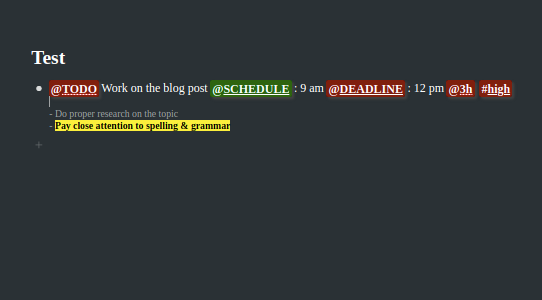 Test
@TODO Work on the blog post @SCHEDULE : 9 am @DEADLINE : 12 pm @3h #high
- Do proper research on the topic
- Pay close attention to spelling & grammar
+